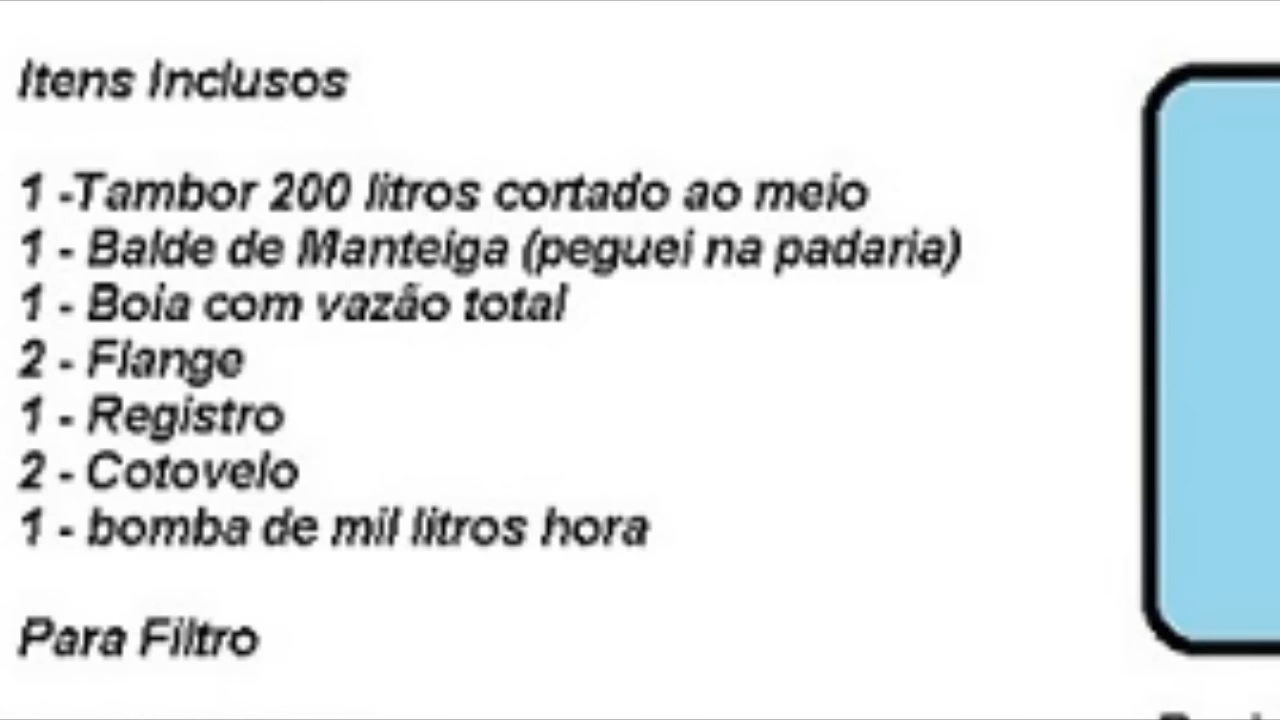 Itens Inclusos
1 -Tambor 200 litros cortado ao meio
1 - Balde de Manteiga (peguei na padaria)
1 - Boia com vazão total
2 - Flange
1 - Registro
2 - Cotovelo
1 - bomba de mil litros hora
Para Filtro